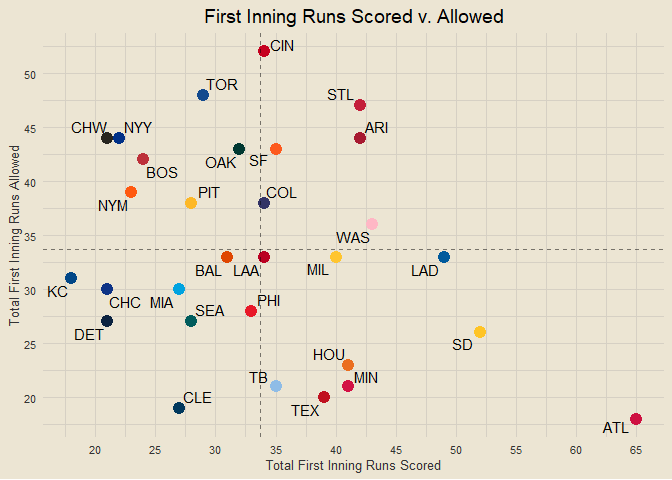 First Inning Runs Scored v. Allowed
CIN
TOR
STL
CHW
NYY
ARI
OAK
SF
BOS
PIT
COL
NYM
WAS
BAL
LAA
MIL
LAD
KC
CHC
MIA
SEA
PHI
DET
SD
HOU
TB
MIN
CLE
TEX
ATL
50
45
40
35
30
25
20
Total First Inning Runs Allowed
20 25 30 35 40 45 50 55 60 65
Total First Inning Runs Scored